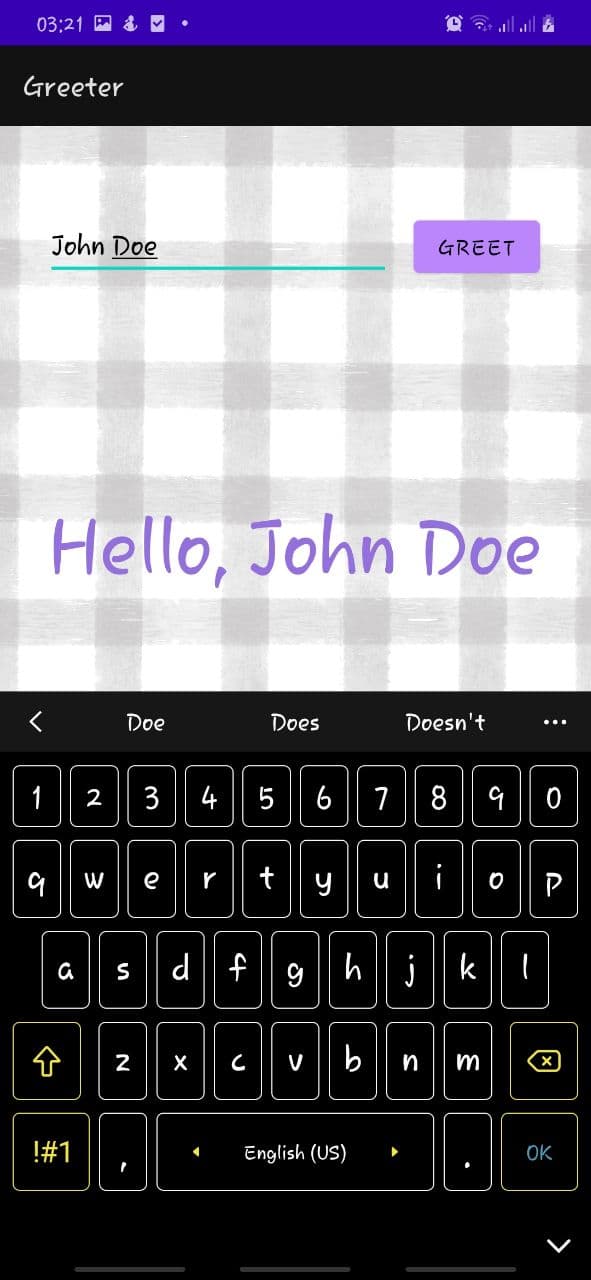 03:21
Greeter
John Doe
GREET
Hello, John Doe
Doe Does Doesn't
1 2 3 4 5 6 7 8 9 0
q w e r t y u i o p
a s d f g h j k l
z x c v b n m
!#1 , English (US) . OK